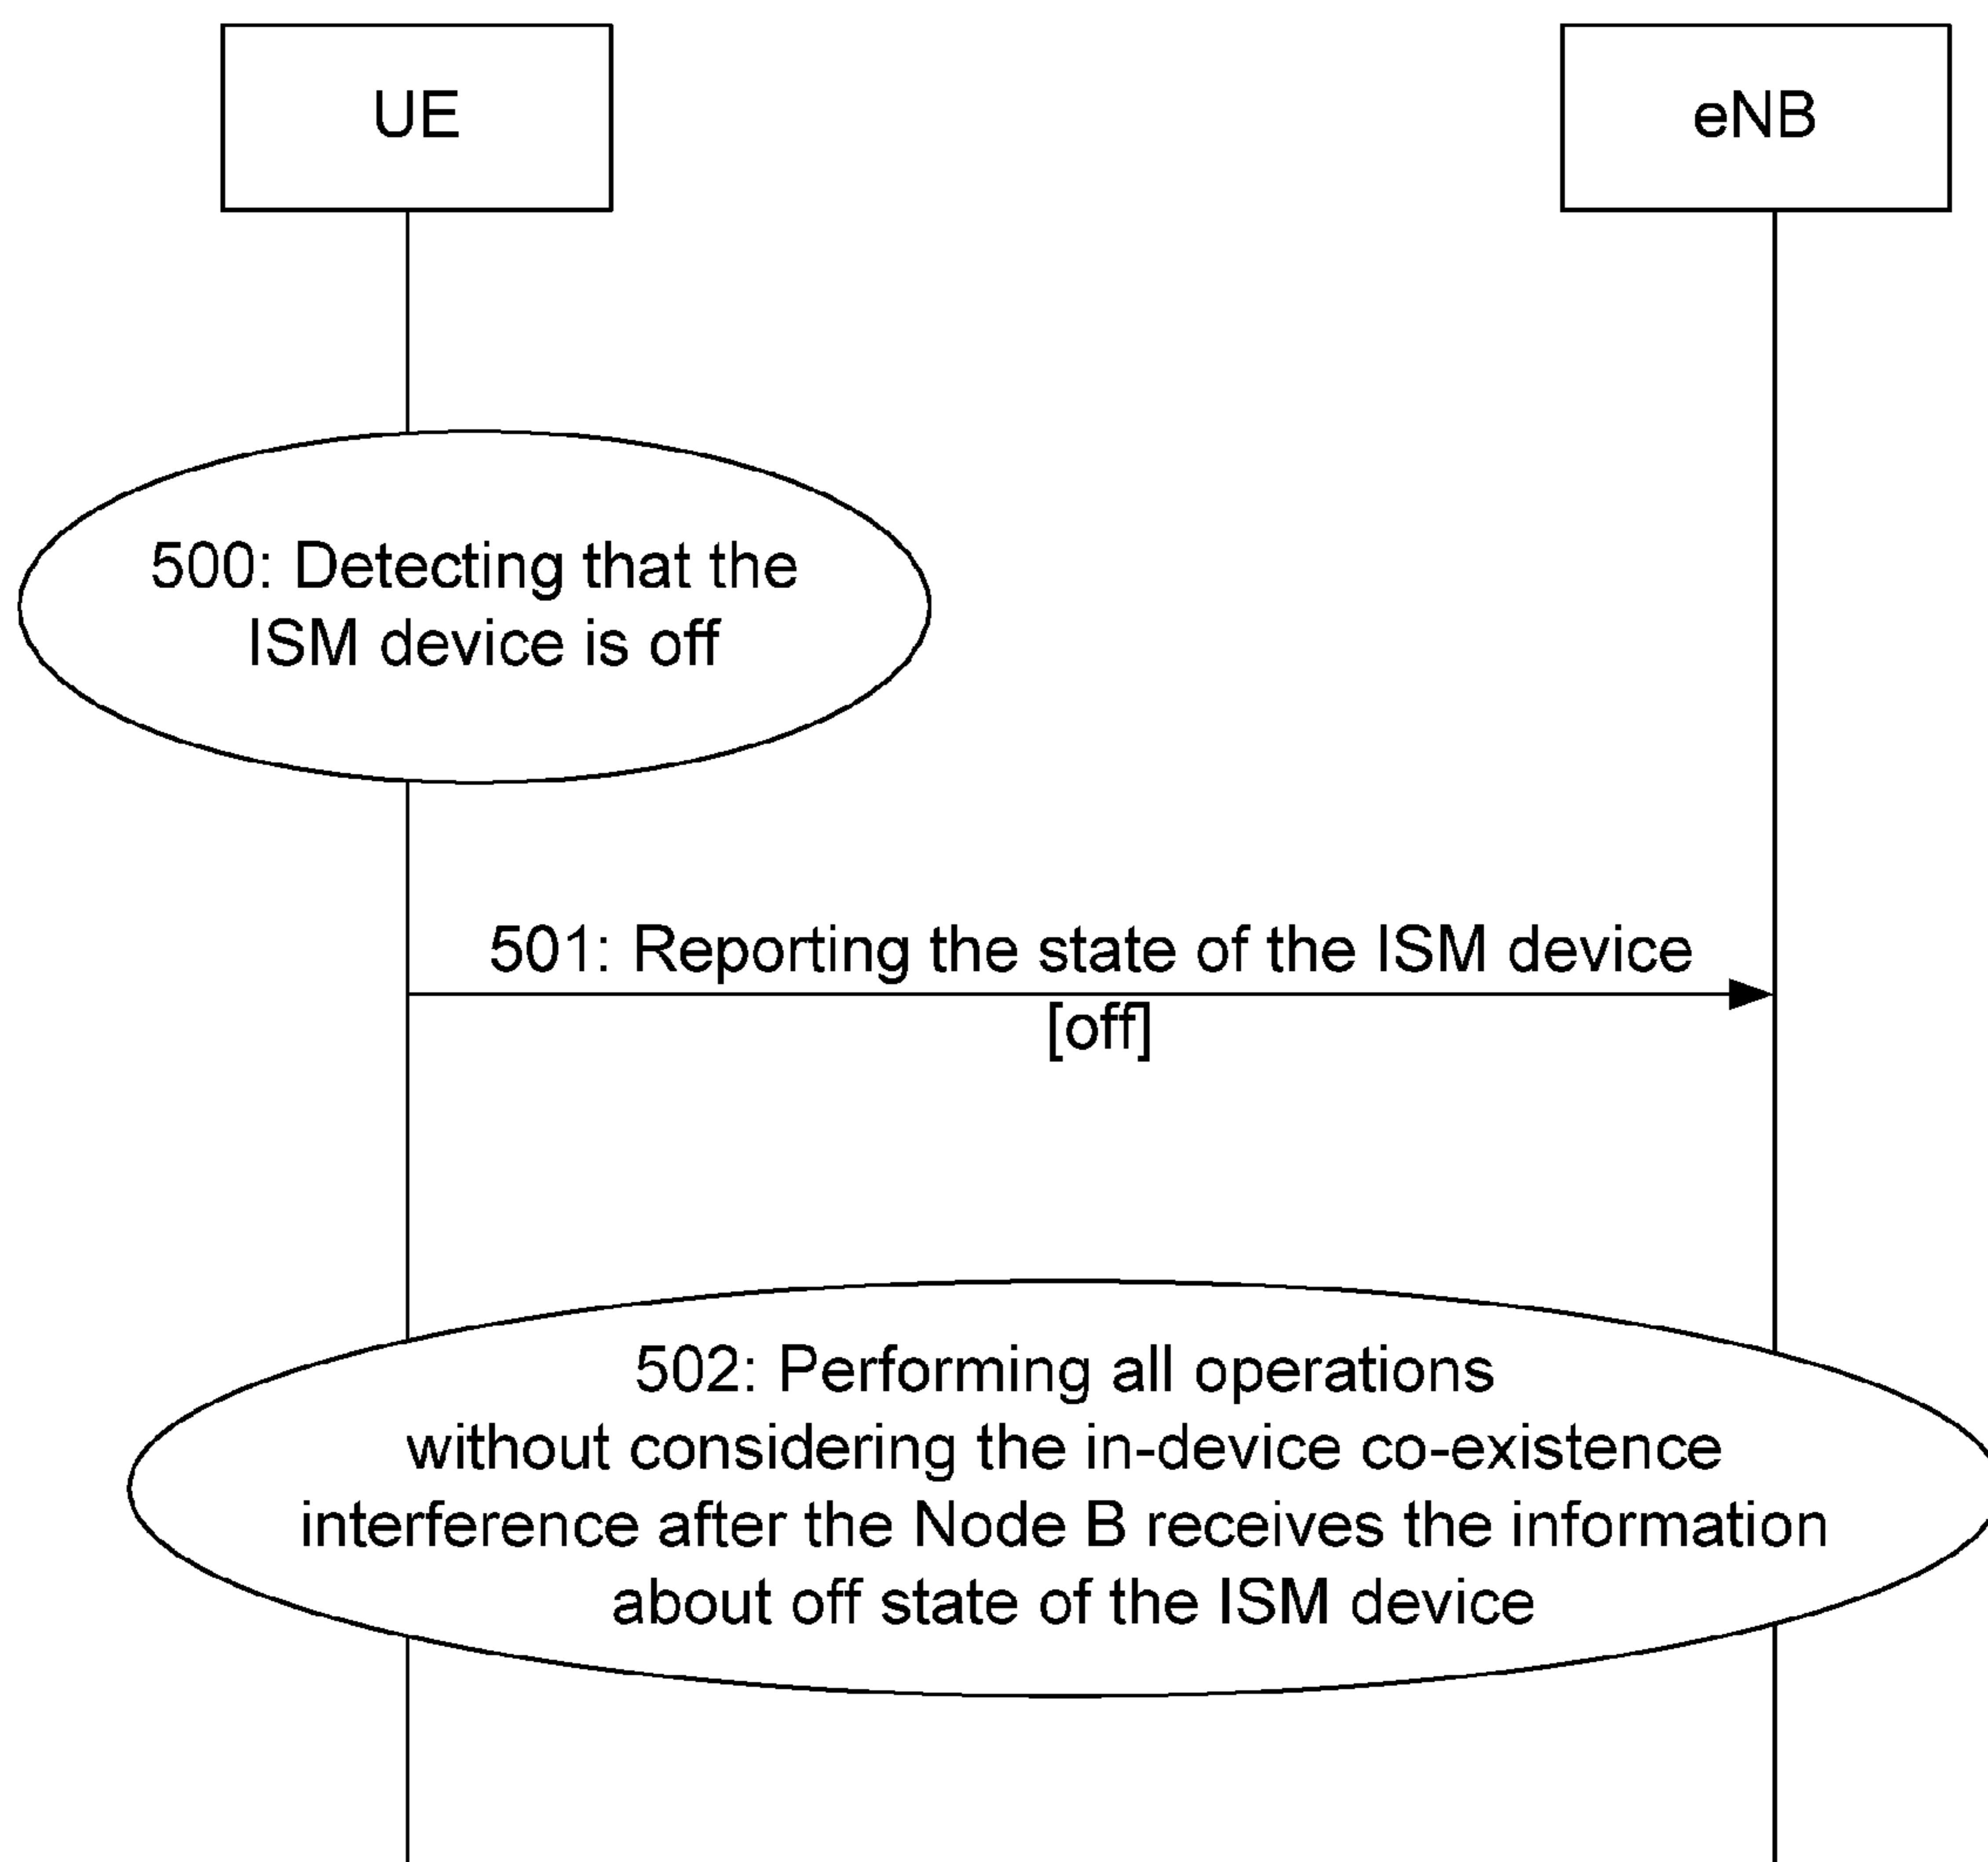 UE
eNB
500: Detecting that the
ISM device is off
501: Reporting the state of the ISM device
[off]
502: Performing all operations
without considering the in-device co-existence
interference after the Node B receives the information
about off state of the ISM device